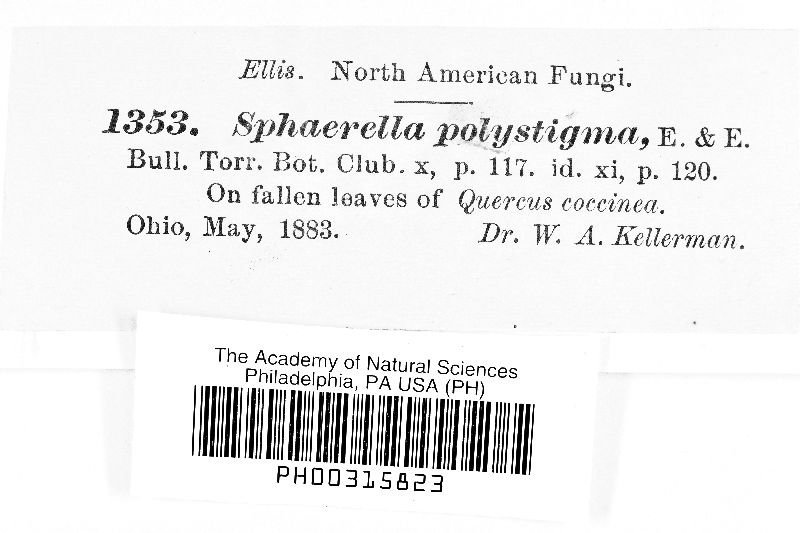 Ellis. North American Fungi.
1353. Sphaerella polystigma, E. & E.
Bull. Torr. Bot. Club. x, p. 117. id. xi, p. 120.
On fallen leaves of Quercus coccinea.
Ohio, May, 1883. Dr. W. A. Kellerman.
The Academy of Natural Sciences
Philadelphia, PA USA (PH)
PH00315823